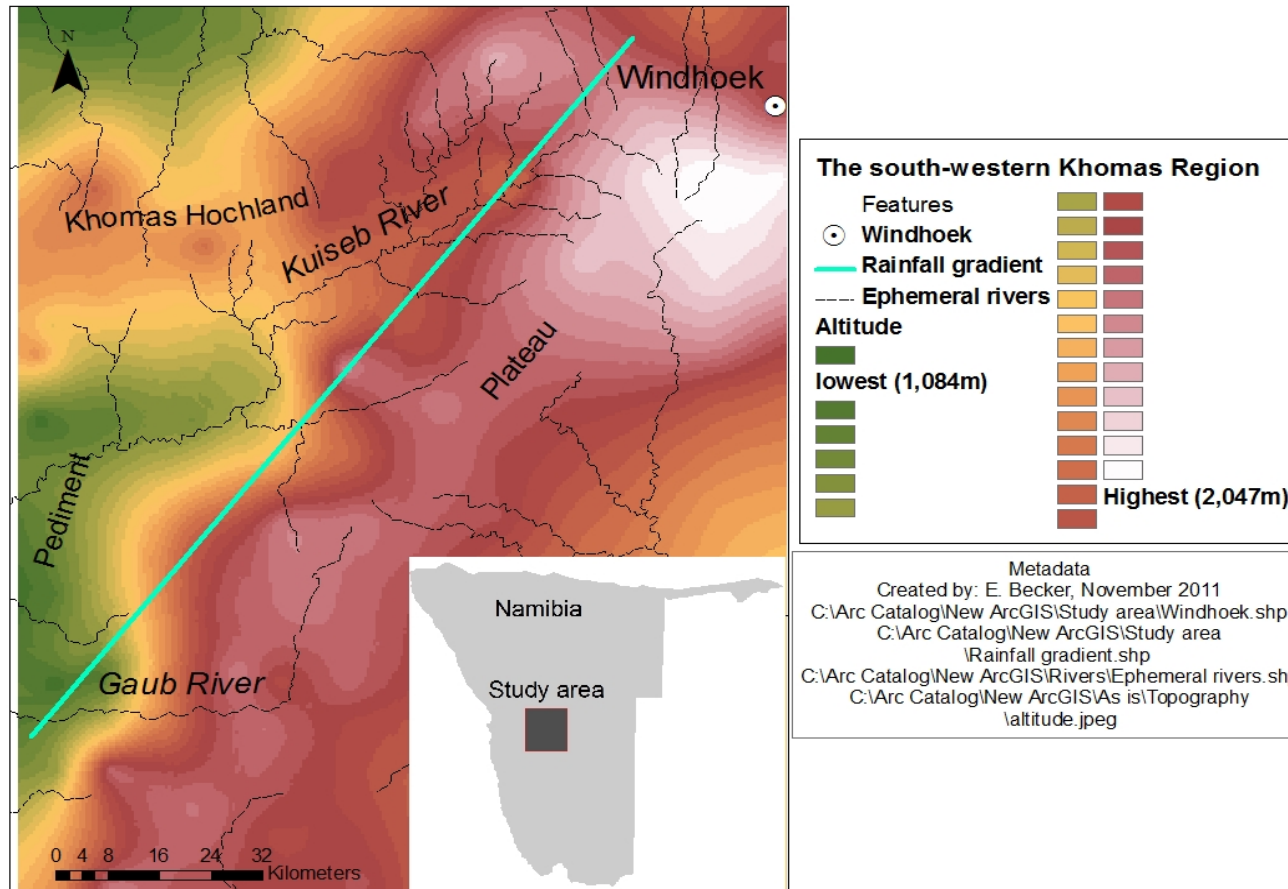 N
Windhoek
Khomas Hochland
Kuiseb River
Plateau
Pediment
Gaub River
0 4 8 16 24 32
Kilometers
Namibia
Study area
The south-western Khomas Region
Features
Windhoek
Rainfall gradient
Ephemeral rivers
Altitude
lowest (1,084m)
Highest (2,047m)
Metadata
Created by: E. Becker, November 2011
C:\Arc Catalog\New ArcGIS\Study area\Windhoek.shp
C:\Arc Catalog\New ArcGIS\Study area
\Rainfall gradient.shp
C:\Arc Catalog\New ArcGIS\Rivers\Ephemeral rivers.sh
C:\Arc Catalog\New ArcGIS\As is\Topography
\altitude.jpeg